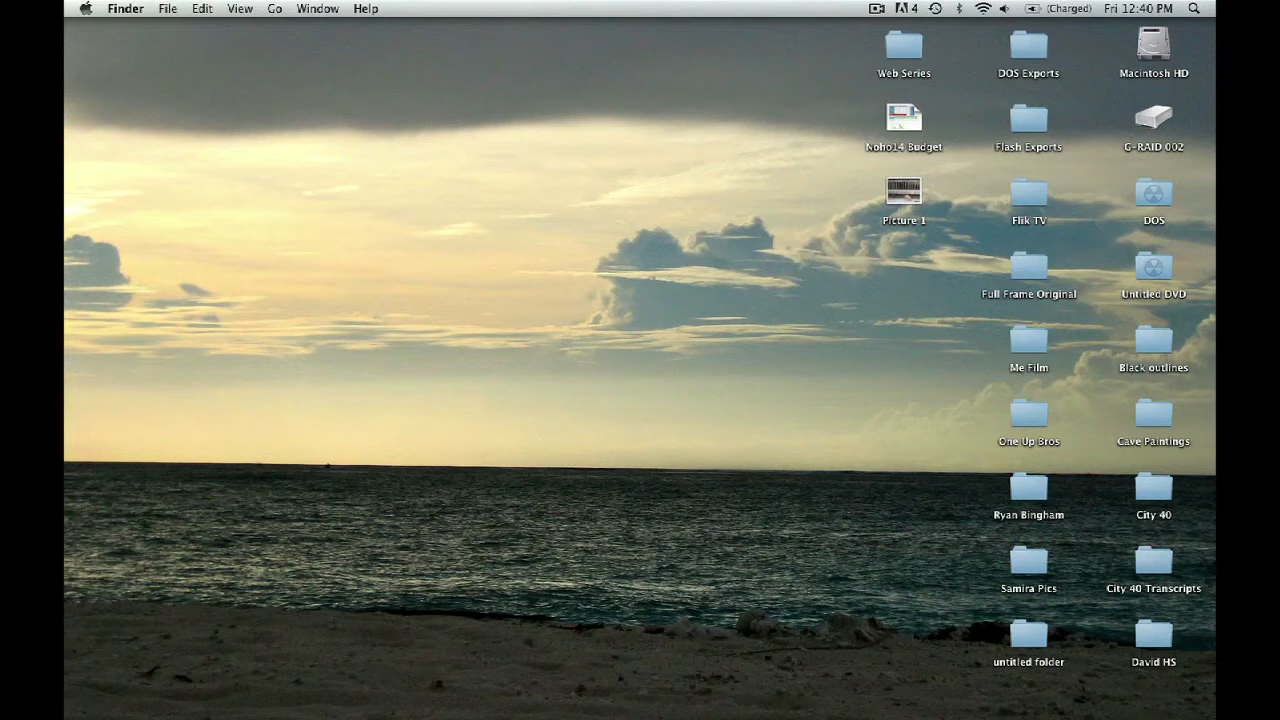 Finder File Edit View Go Window Help 4 (Charged) Fri 12:40 PM
Web Series DOS Exports Macintosh HD
Noho14 Budget Flash Exports G-RAID 002
Picture 1 Flik TV DOS
Full Frame Original Untitled DVD
Me Film Black outlines
One Up Bros Cave Paintings
Ryan Bingham City 40
Samira Pics City 40 Transcripts
untitled folder David HS